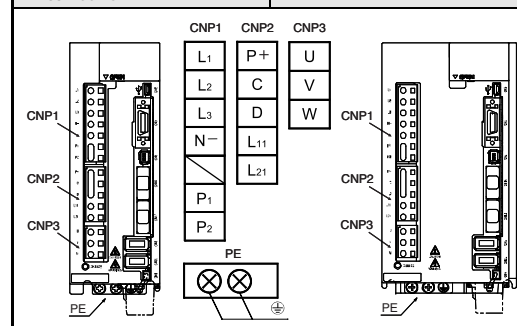 CNP1 CNP2 CNP3
L1 P+ U
L2 C V
L3 D W
N− L11
L21
P1
P2
PE
CNP1
CNP2
CNP3
PE
CNP1
CNP2
CNP3
PE